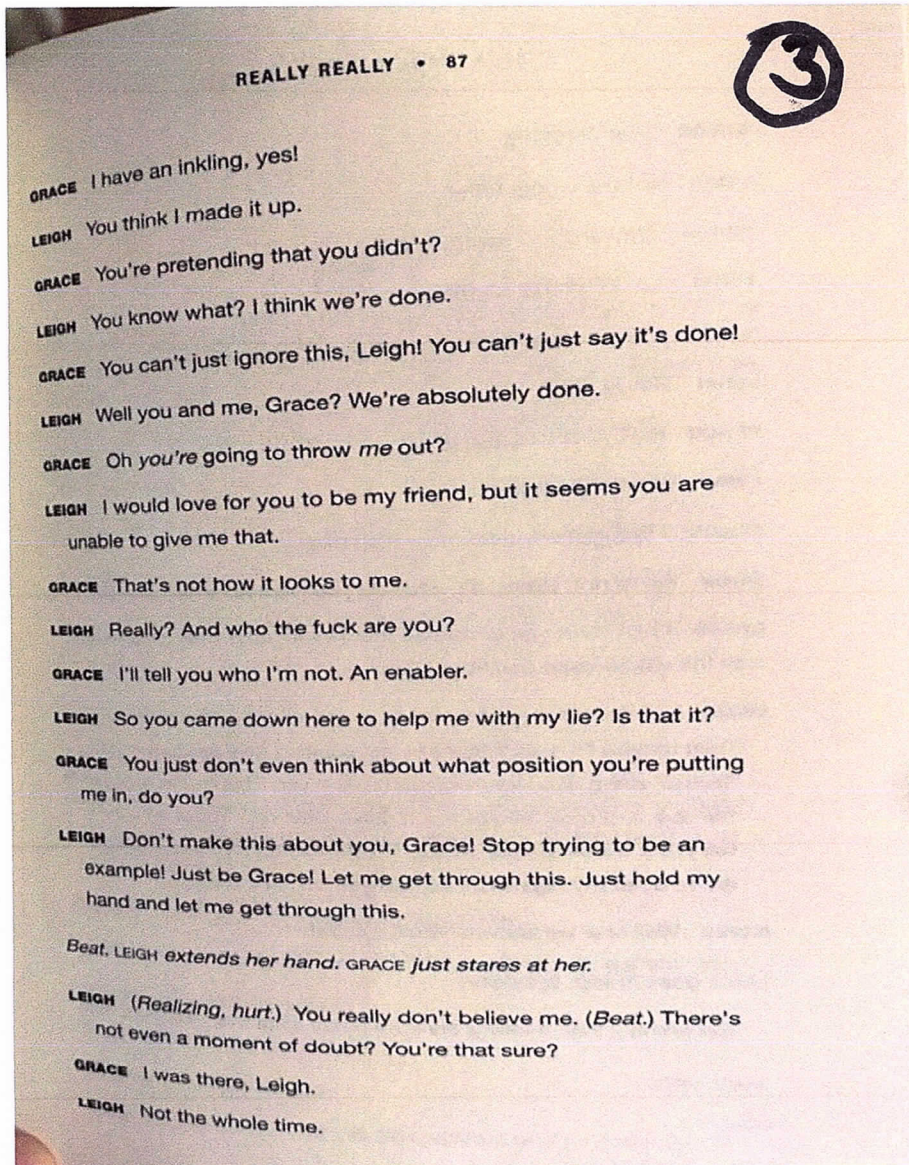 REALLY REALLY • 87
3
GRACE I have an inkling, yes!
LEIGH You think I made it up.
GRACE You're pretending that you didn't?
LEIGH You know what? I think we're done.
GRACE You can't just ignore this, Leigh! You can't just say it's done!
LEIGH Well you and me, Grace? We're absolutely done.
GRACE Oh you're going to throw me out?
LEIGH I would love for you to be my friend, but it seems you are
unable to give me that.
GRACE That's not how it looks to me.
LEIGH Really? And who the fuck are you?
GRACE I'll tell you who I'm not. An enabler.
LEIGH So you came down here to help me with my lie? Is that it?
GRACE You just don't even think about what position you're putting
me in, do you?
LEIGH Don't make this about you, Grace! Stop trying to be an
example! Just be Grace! Let me get through this. Just hold my
hand and let me get through this.
Beat. LEIGH extends her hand. GRACE just stares at her.
LEIGH (Realizing, hurt.) You really don't believe me. (Beat.) There's
not even a moment of doubt? You're that sure?
GRACE I was there, Leigh.
LEIGH Not the whole time.